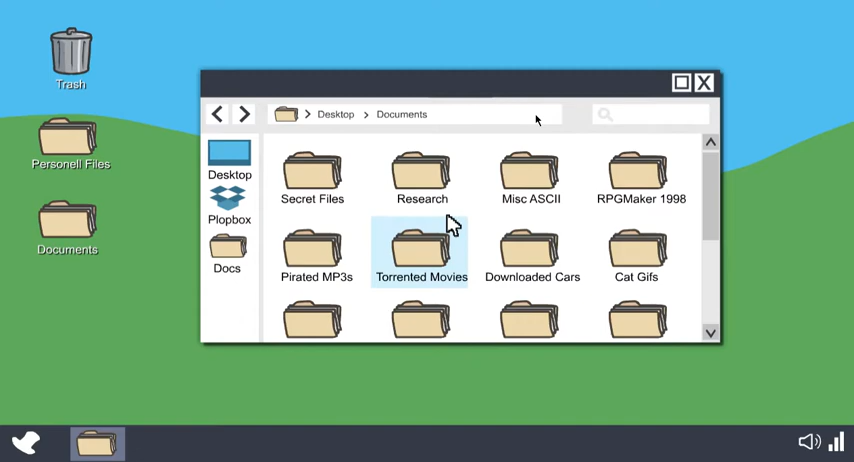 Trash
Personell Files
Documents
Desktop Documents
Desktop
Plopbox
Docs
Secret Files Research Misc ASCII RPGMaker 1998
Pirated MP3s Torrented Movies Downloaded Cars Cat Gifs